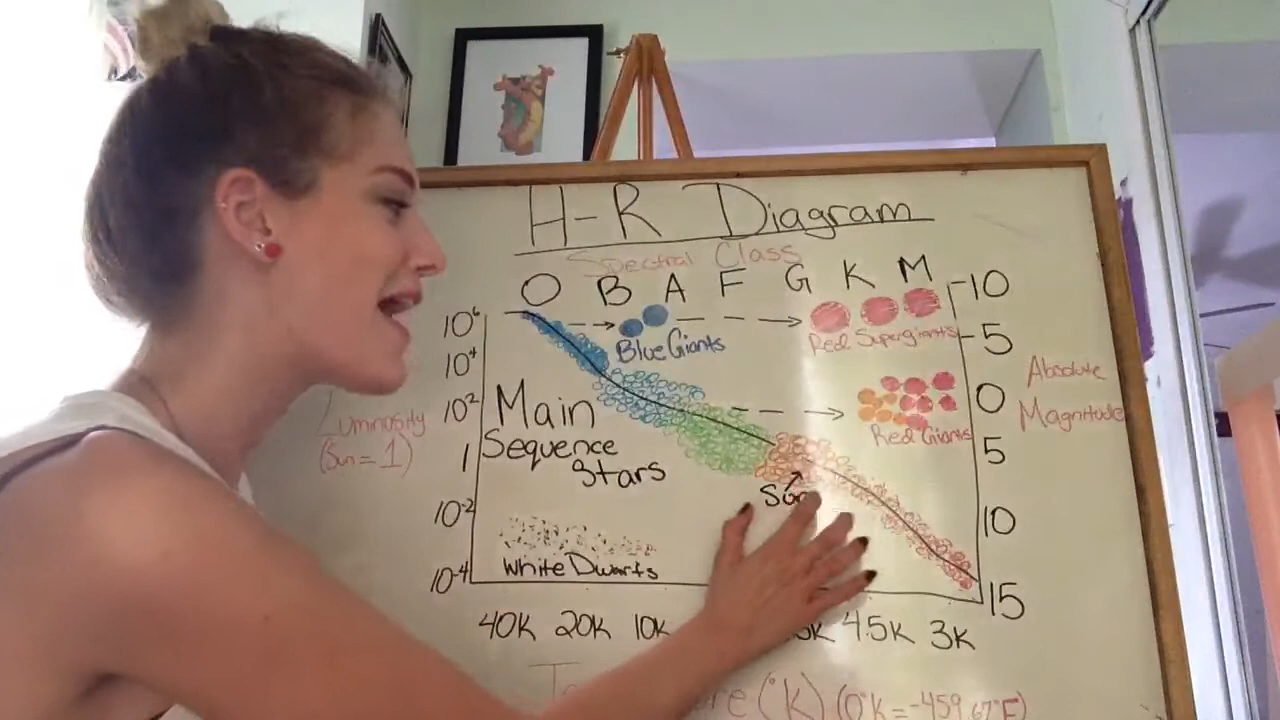 H-R Diagram
Spectral Class
O B A F G K M
-10
10⁶
Blue Giants
Red Supergiants
-5
10⁴
Absolute
Magnitude
Main
Sequence
Stars
10²
0
Red Giants
Luminosity
(Sun = 1)
1
5
Sun
10⁻²
10
White Dwarfs
10⁻⁴
15
40K 20K 10K 4.5K 3K
(°K) (0°K = -459.67°F)